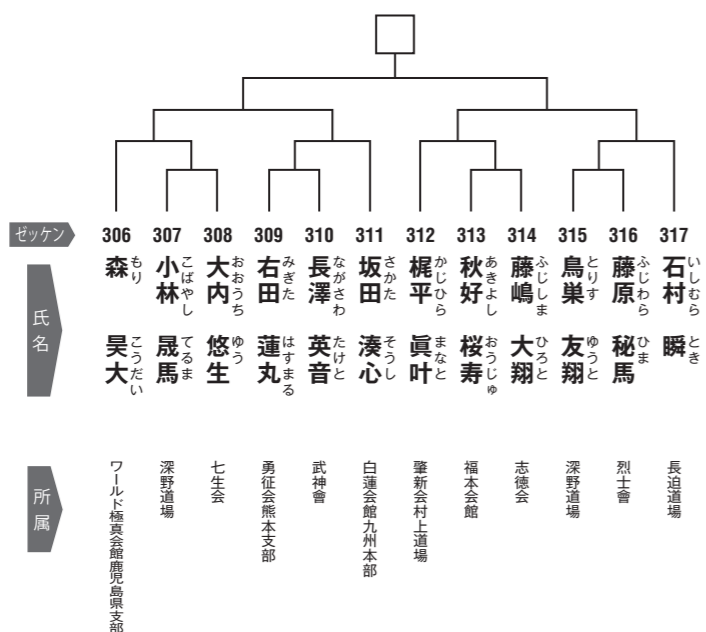 ゼッケン
306 307 308 309 310 311 312 313 314 315 316 317
氏名
森 昊大
もり こうだい
小林 晟馬
こばやし てるま
大内 悠生
おおうち ゆう
右田 蓮丸
みぎた はすまる
長澤 英音
ながさわ たけと
坂田 湊心
さかた そうし
梶平 眞叶
かじひら まなと
秋好 桜寿
あきよし おうじゅ
藤嶋 大翔
ふじしま ひろと
鳥巣 友翔
とりす ゆうと
藤原 秘馬
ふじわら ひま
石村 瞬
いしむら とき
所属
ワールド極真会館鹿児島県支部
深野道場
七生会
勇征会熊本支部
武神會
白蓮会館九州本部
肇新会村上道場
福本会館
志徳会
深野道場
烈士會
長迫道場